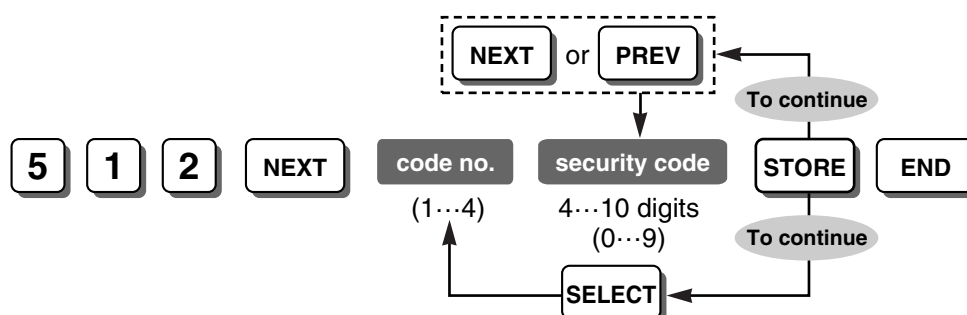 NEXT or PREV
To continue
5 1 2 NEXT code no. security code STORE END
(1···4) 4···10 digits
(0···9)
To continue
SELECT